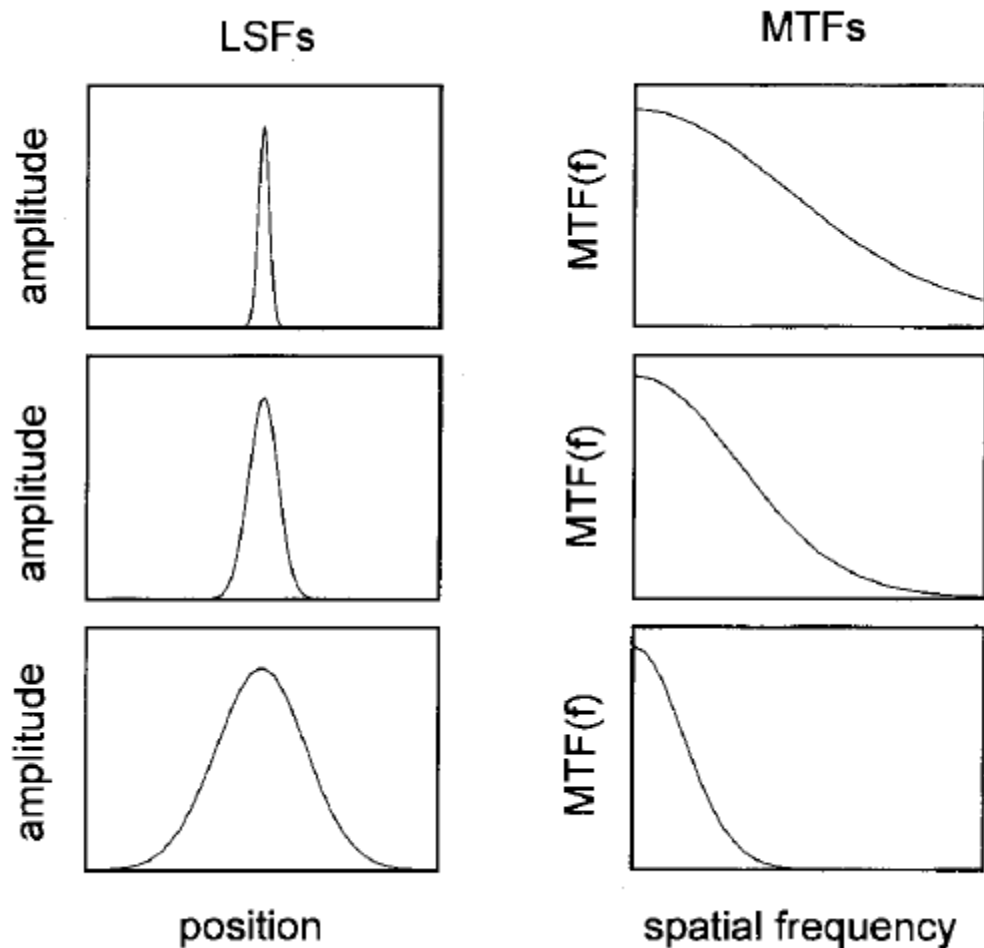 LSFs
MTFs
amplitude
MTF(f)
amplitude
MTF(f)
amplitude
MTF(f)
position
spatial frequency